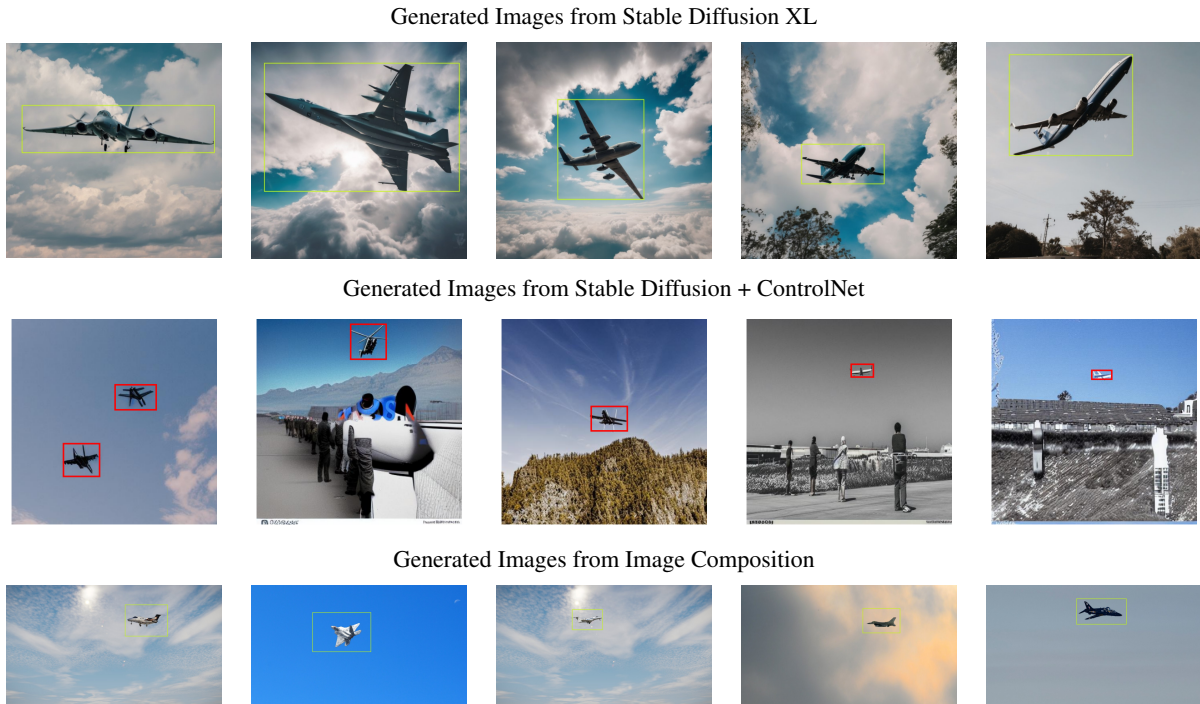 Generated Images from Stable Diffusion XL
Generated Images from Stable Diffusion + ControlNet
Generated Images from Image Composition